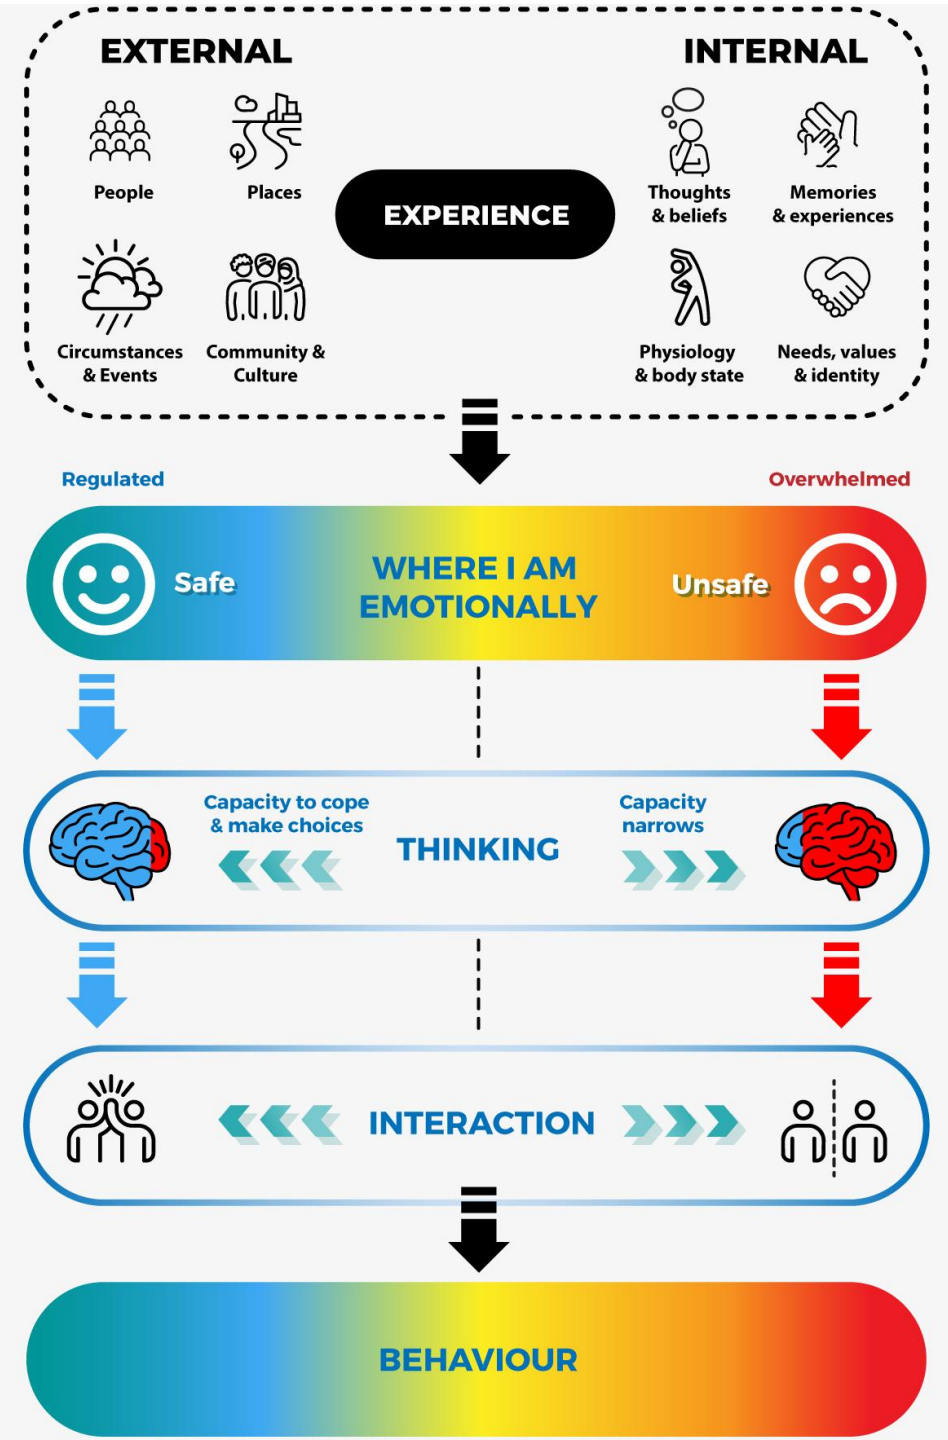 EXTERNAL
INTERNAL
People
Places
EXPERIENCE
Thoughts
& beliefs
Memories
& experiences
Circumstances
& Events
Community &
Culture
Physiology
& body state
Needs, values
& identity
Regulated
Overwhelmed
Safe
WHERE I AM
EMOTIONALLY
Unsafe
Capacity to cope
& make choices
THINKING
Capacity
narrows
INTERACTION
BEHAVIOUR